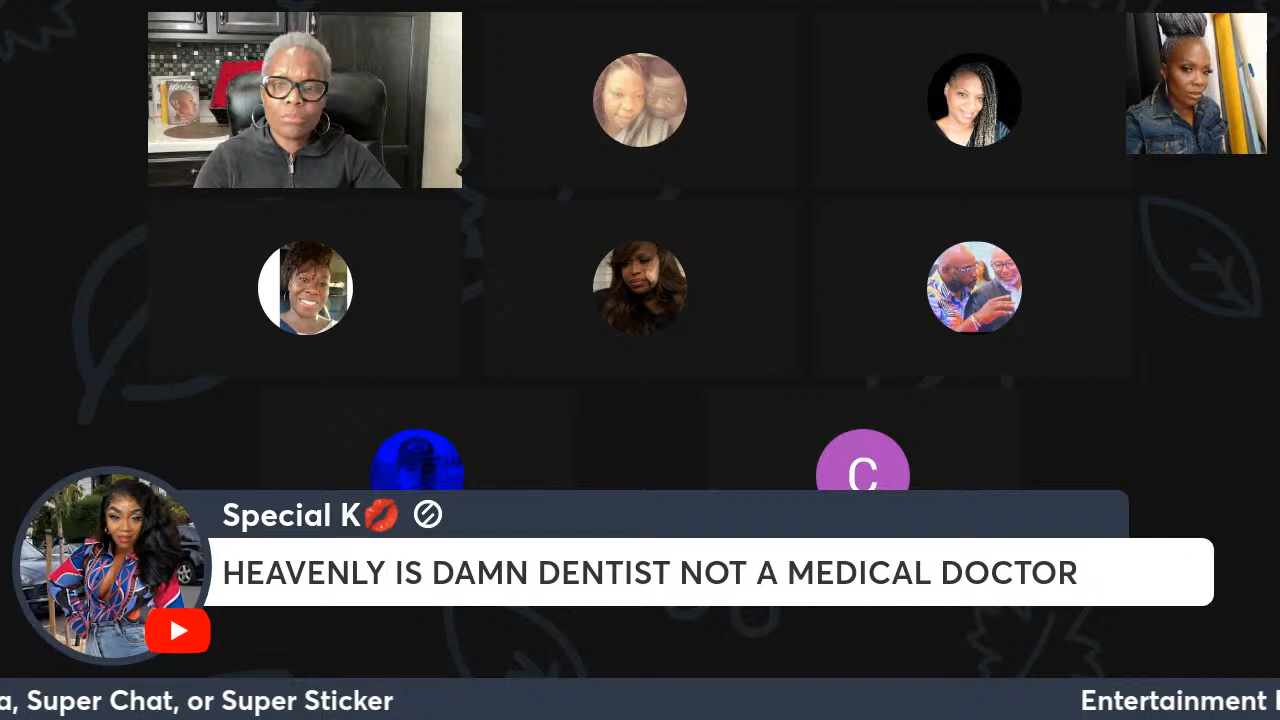 C
Special K💋
HEAVENLY IS DAMN DENTIST NOT A MEDICAL DOCTOR
a, Super Chat, or Super Sticker
Entertainment